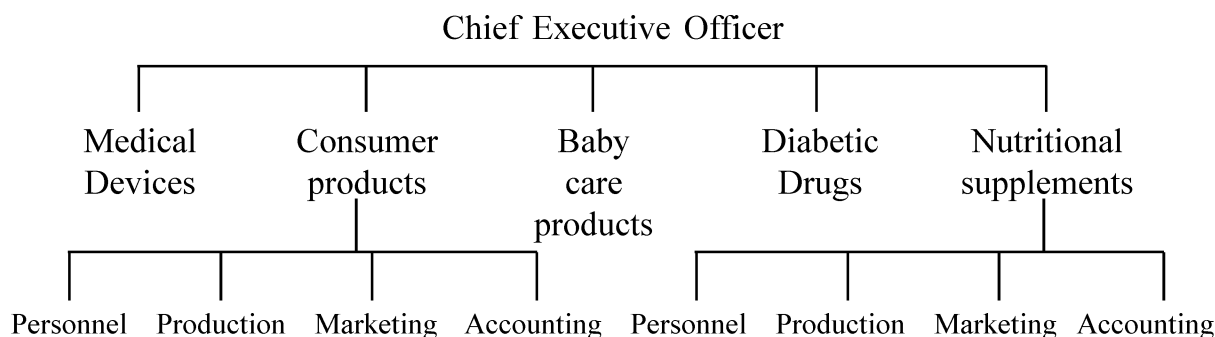 Chief Executive Officer
Medical Devices
Consumer products
Baby care products
Diabetic Drugs
Nutritional supplements
Personnel Production Marketing Accounting Personnel Production Marketing Accounting